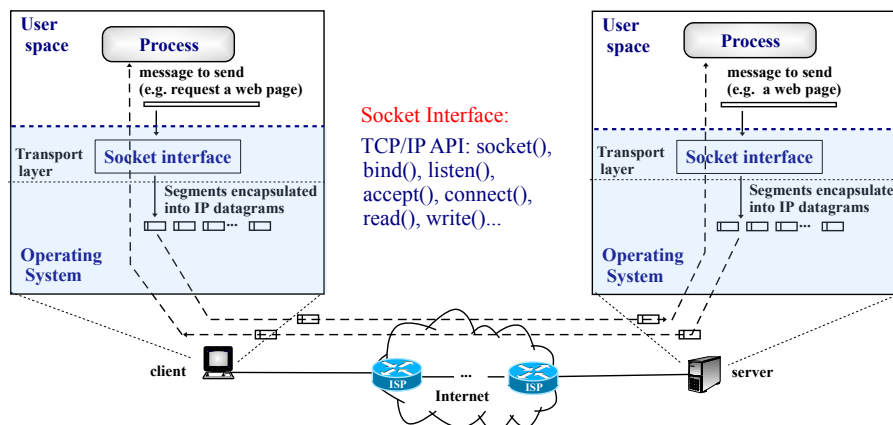 User
space
Process
message to send
(e.g. request a web page)
Transport
layer
Socket interface
Segments encapsulated
into IP datagrams
...
Operating
System
Socket Interface:
TCP/IP API: socket(),
bind(), listen(),
accept(), connect(),
read(), write()...
User
space
Process
message to send
(e.g. a web page)
Transport
layer
Socket interface
Segments encapsulated
into IP datagrams
...
Operating
System
client
ISP
...
Internet
ISP
server